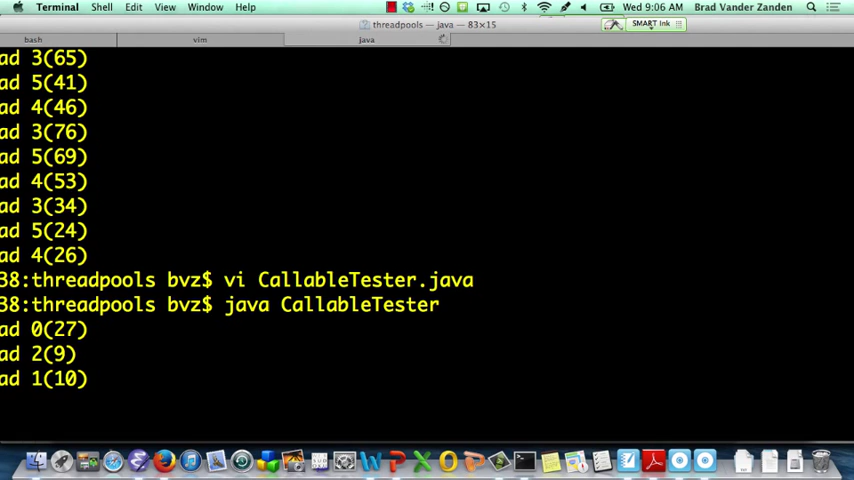 Terminal Shell Edit View Window Help Wed 9:06 AM Brad Vander Zanden
threadpools — java — 83×15
SMART Ink
bash vim java
ad 3(65)
ad 5(41)
ad 4(46)
ad 3(76)
ad 5(69)
ad 4(53)
ad 3(34)
ad 5(24)
ad 4(26)
38:threadpools bvz$ vi CallableTester.java
38:threadpools bvz$ java CallableTester
ad 0(27)
ad 2(9)
ad 1(10)